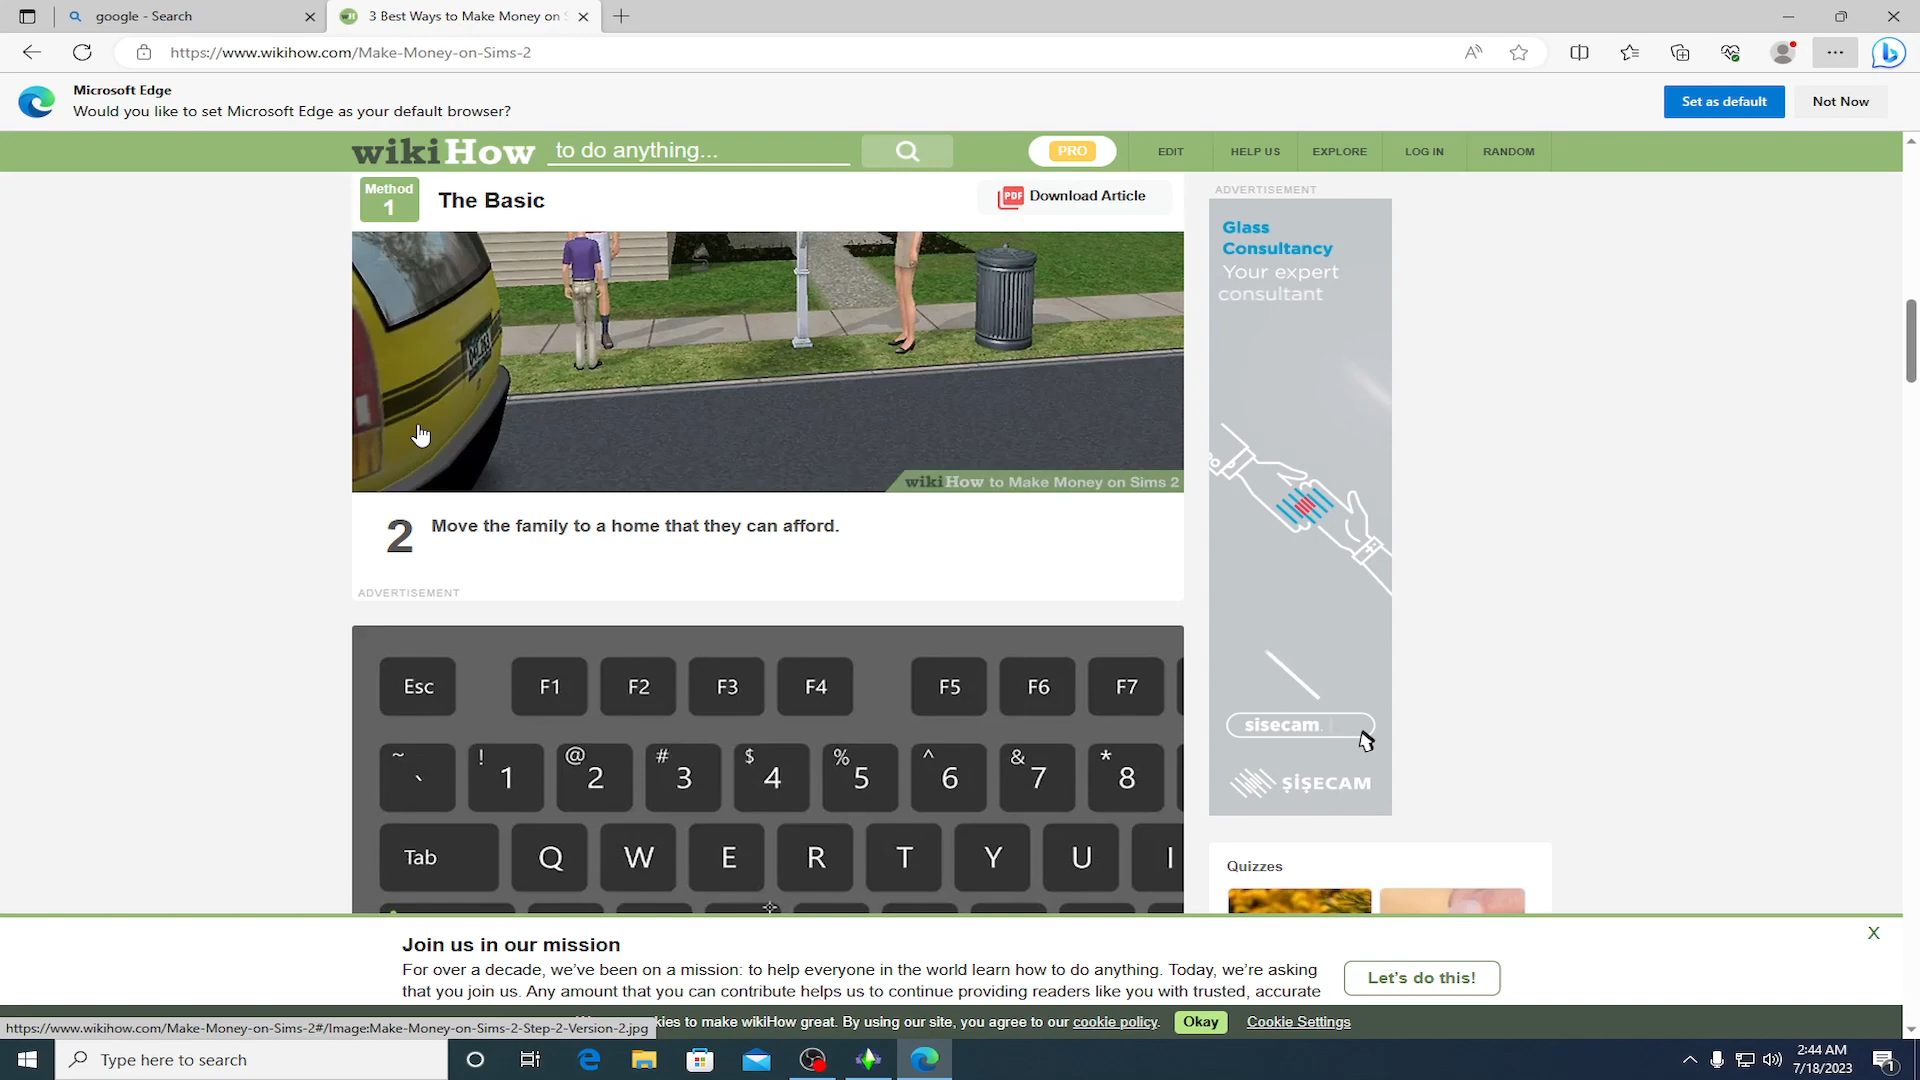 google - Search
3 Best Ways to Make Money on S
https://www.wikihow.com/Make-Money-on-Sims-2
Microsoft Edge
Would you like to set Microsoft Edge as your default browser?
Set as default
Not Now
wikiHow to do anything...
PRO
EDIT
HELP US
EXPLORE
LOG IN
RANDOM
Method
1
The Basic
PDF Download Article
ADVERTISEMENT
Glass
Consultancy
Your expert
consultant
wikiHow to Make Money on Sims 2
2 Move the family to a home that they can afford.
ADVERTISEMENT
Esc F1 F2 F3 F4 F5 F6 F7
~ ! @ # $ % ^ & *
` 1 2 3 4 5 6 7 8
Tab Q W E R T Y U I
sisecam.
ŞİŞECAM
Quizzes
Join us in our mission
X
For over a decade, we've been on a mission: to help everyone in the world learn how to do anything. Today, we're asking
that you join us. Any amount that you can contribute helps us to continue providing readers like you with trusted, accurate
Let's do this!
kies to make wikiHow great. By using our site, you agree to our cookie policy.
Okay
Cookie Settings
https://www.wikihow.com/Make-Money-on-Sims-2#/Image:Make-Money-on-Sims-2-Step-2-Version-2.jpg
Type here to search
2:44 AM
7/18/2023
1